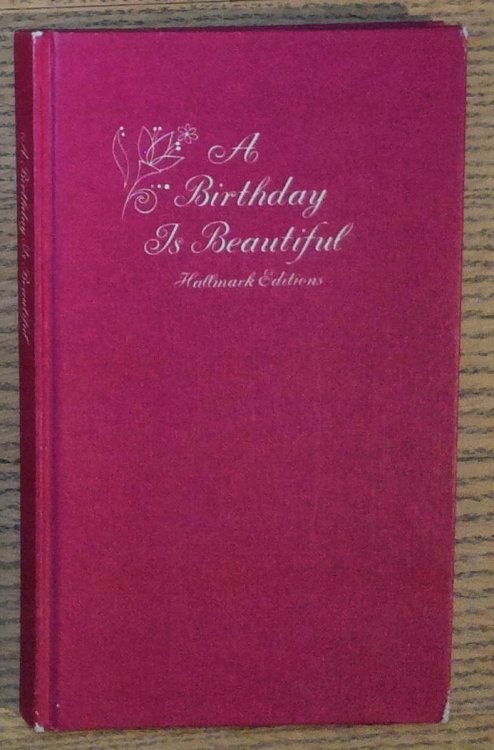 A
Birthday
Is Beautiful
Hallmark Editions
A Birthday Is Beautiful